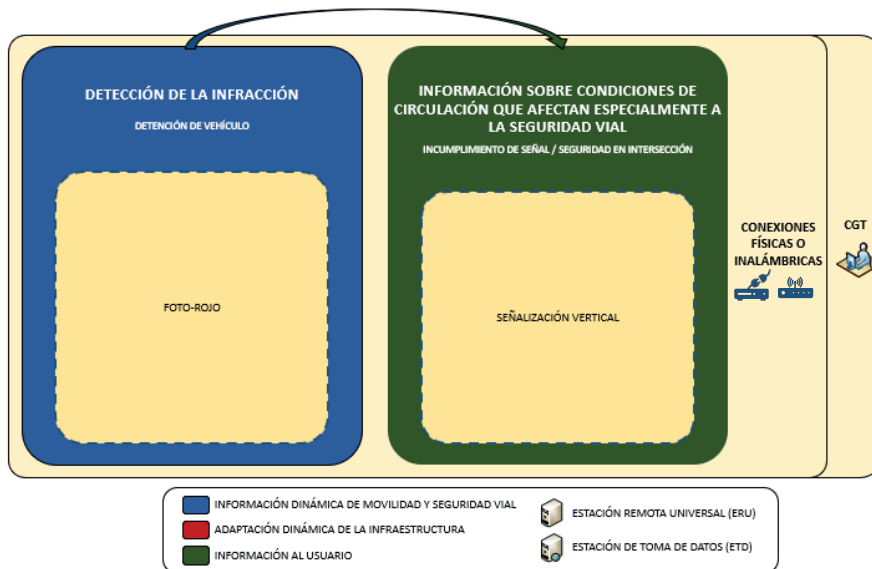 DETECCIÓN DE LA INFRACCIÓN
DETENCIÓN DE VEHÍCULO
FOTO-ROJO
INFORMACIÓN SOBRE CONDICIONES DE
CIRCULACIÓN QUE AFECTAN ESPECIALMENTE A
LA SEGURIDAD VIAL
INCUMPLIMIENTO DE SEÑAL / SEGURIDAD EN INTERSECCIÓN
SEÑALIZACIÓN VERTICAL
CONEXIONES
FÍSICAS O
INALÁMBRICAS
CGT
INFORMACIÓN DINÁMICA DE MOVILIDAD Y SEGURIDAD VIAL
ADAPTACIÓN DINÁMICA DE LA INFRAESTRUCTURA
INFORMACIÓN AL USUARIO
ESTACIÓN REMOTA UNIVERSAL (ERU)
ESTACIÓN DE TOMA DE DATOS (ETD)